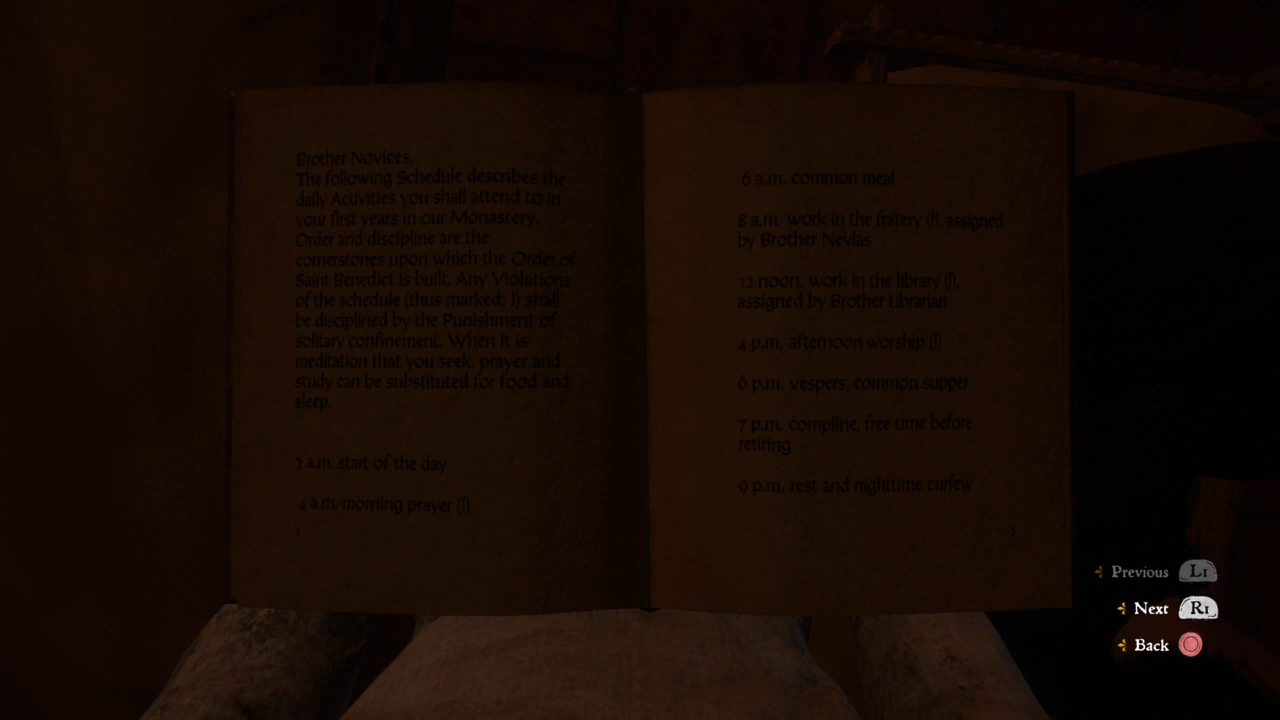 Brother Novices,
The following Schedule describes the
daily Activities you shall attend to in
your first years in our Monastery.
Order and discipline are the
cornerstones upon which the Order of
Saint Benedict is built. Any Violations
of the schedule (thus marked: !) shall
be disciplined by the Punishment of
solitary confinement. When it is
meditation that you seek, prayer and
study can be substituted for food and
sleep.
3 a.m. start of the day
4 a.m. morning prayer (!)
1
6 a.m. common meal
8 a.m. work in the fratery (!), assigned
by Brother Nevlas
12 noon. work in the library (!),
assigned by Brother Librarian
4 p.m. afternoon worship (!)
6 p.m. vespers, common supper
7 p.m. compline, free time before
retiring
9 p.m. rest and nighttime curfew
2
Previous L1
Next R1
Back